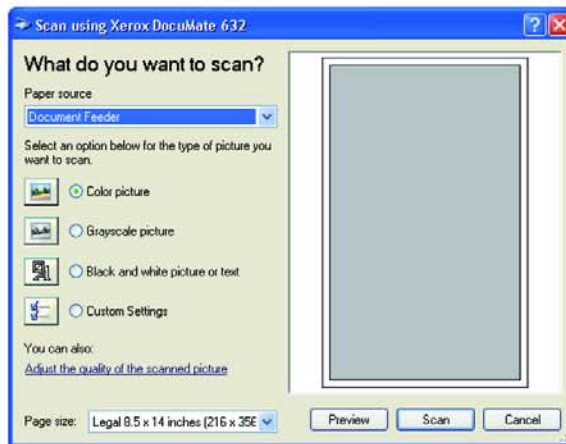 Scan using Xerox DocuMate 632
What do you want to scan?
Paper source
Document Feeder
Select an option below for the type of picture you
want to scan.
Color picture
Grayscale picture
Black and white picture or text
Custom Settings
You can also:
Adjust the quality of the scanned picture
Page size: Legal 8.5 x 14 inches (216 x 356
Preview Scan Cancel